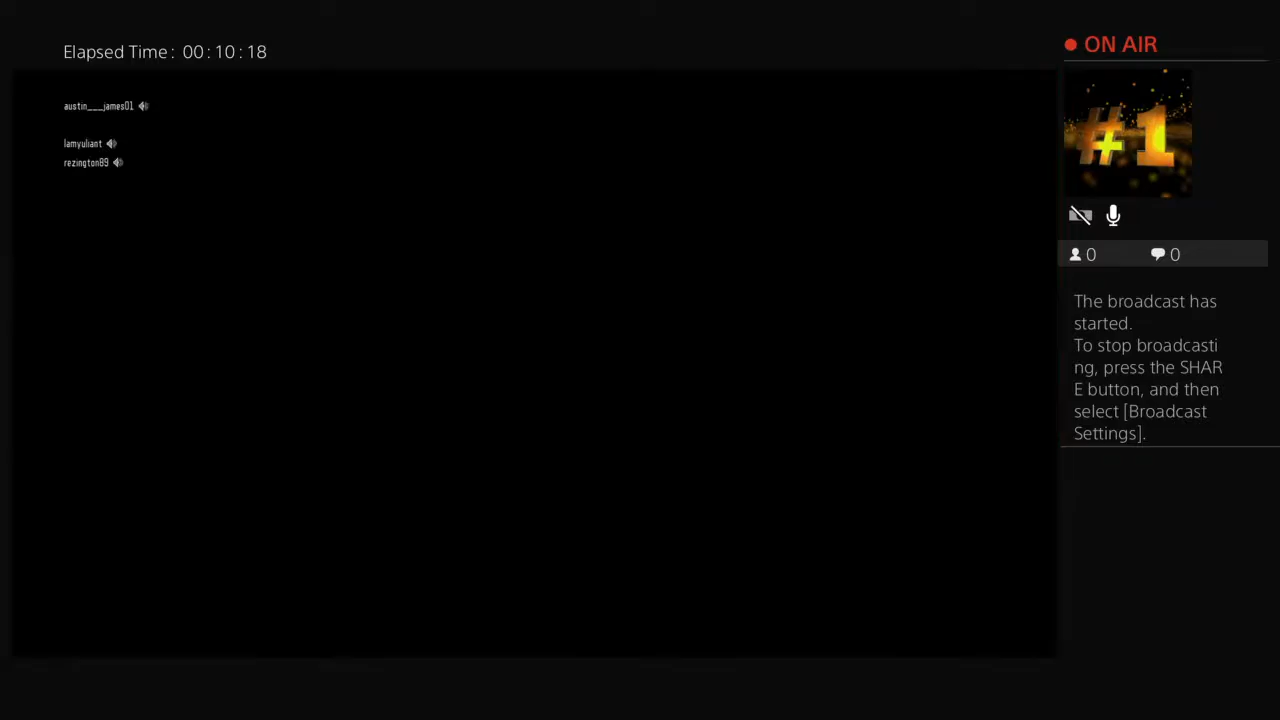 Elapsed Time: 00:10:18
ON AIR
austin___james01
lamyuliant
rezington89
#1
0 0
The broadcast has
started.
To stop broadcasti
ng, press the SHAR
E button, and then
select [Broadcast
Settings].